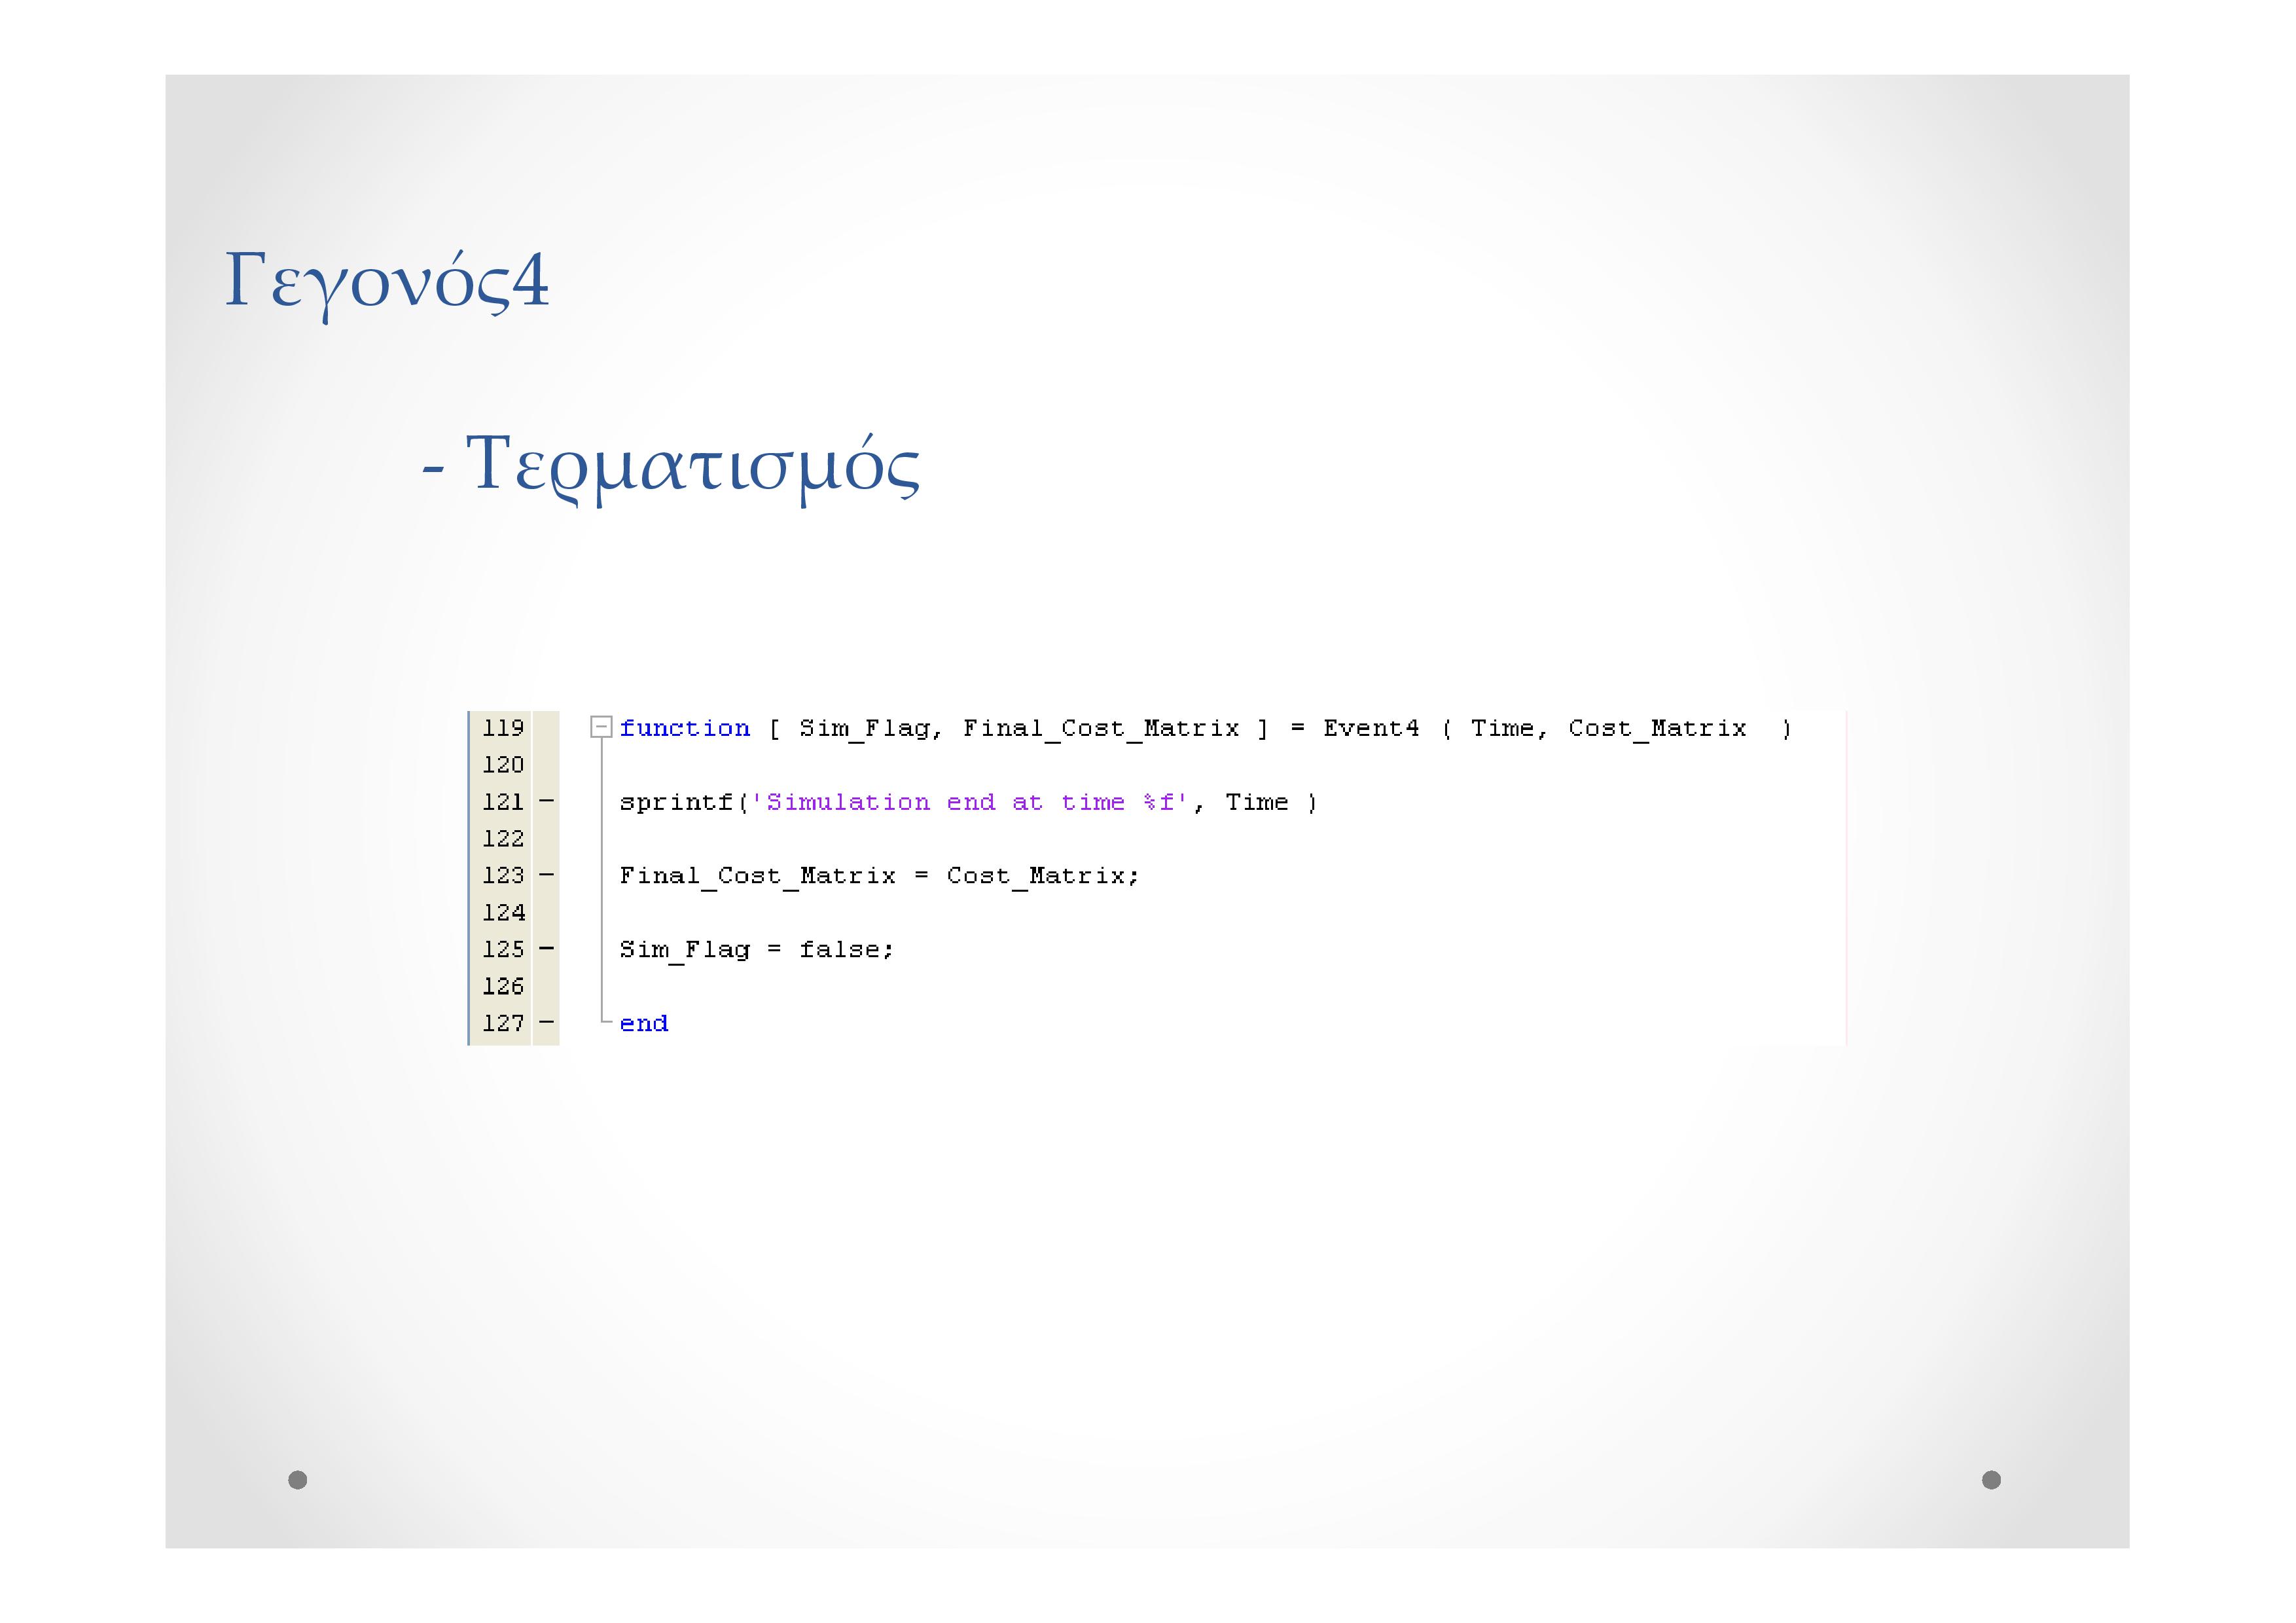 Γεγονός4
- Τερματισμός
119 function [ Sim_Flag, Final_Cost_Matrix ] = Event4 ( Time, Cost_Matrix  )
120
121 sprintf('Simulation end at time %f', Time )
122
123 Final_Cost_Matrix = Cost_Matrix;
124
125 Sim_Flag = false;
126
127 end